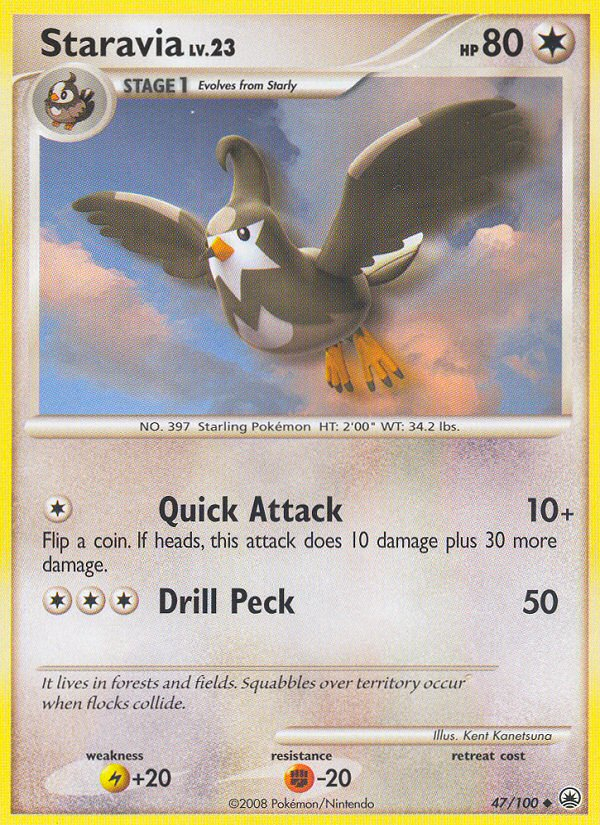 Staravia LV.23 HP 80
STAGE 1 Evolves from Starly
NO. 397 Starling Pokémon HT: 2'00" WT: 34.2 lbs.
Quick Attack 10+
Flip a coin. If heads, this attack does 10 damage plus 30 more
damage.
Drill Peck 50
It lives in forests and fields. Squabbles over territory occur
when flocks collide.
Illus. Kent Kanetsuna
weakness resistance retreat cost
+20 -20
©2008 Pokémon/Nintendo 47/100